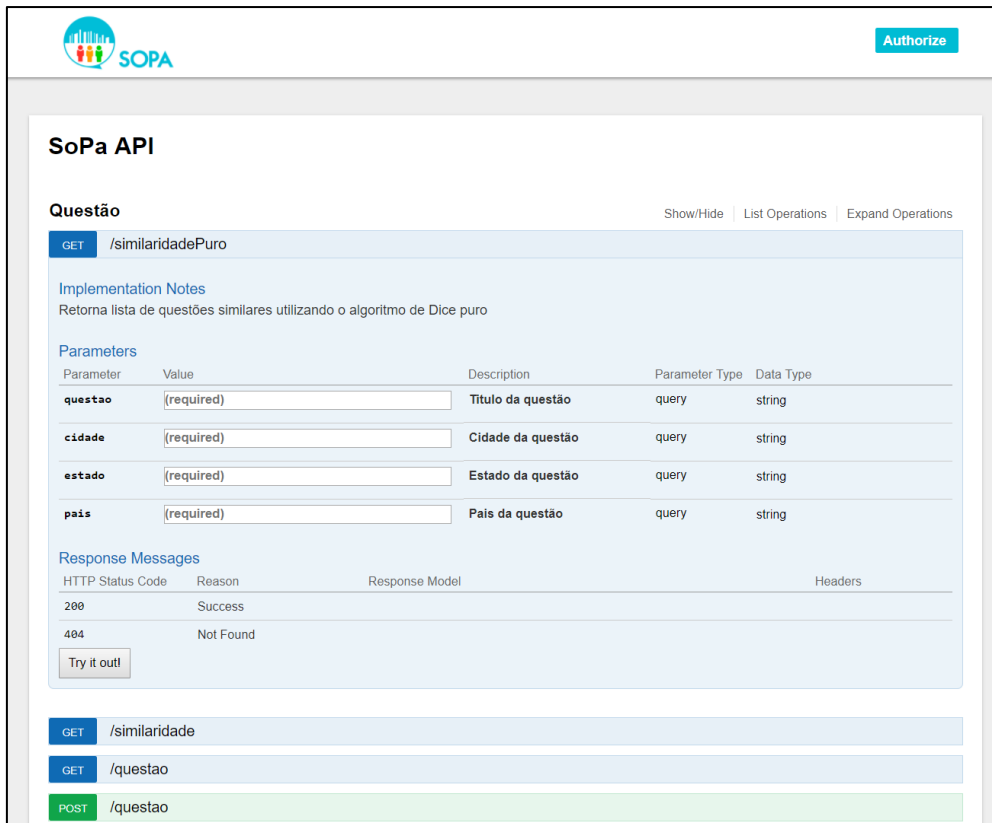 SOPA
Authorize
SoPa API
Questão
Show/Hide List Operations Expand Operations
GET /similaridadePuro
Implementation Notes
Retorna lista de questões similares utilizando o algoritmo de Dice puro
Parameters
Parameter Value Description Parameter Type Data Type
questao (required) Titulo da questão query string
cidade (required) Cidade da questão query string
estado (required) Estado da questão query string
pais (required) Pais da questão query string
Response Messages
HTTP Status Code Reason Response Model Headers
200 Success
404 Not Found
Try it out!
GET /similaridade
GET /questao
POST /questao